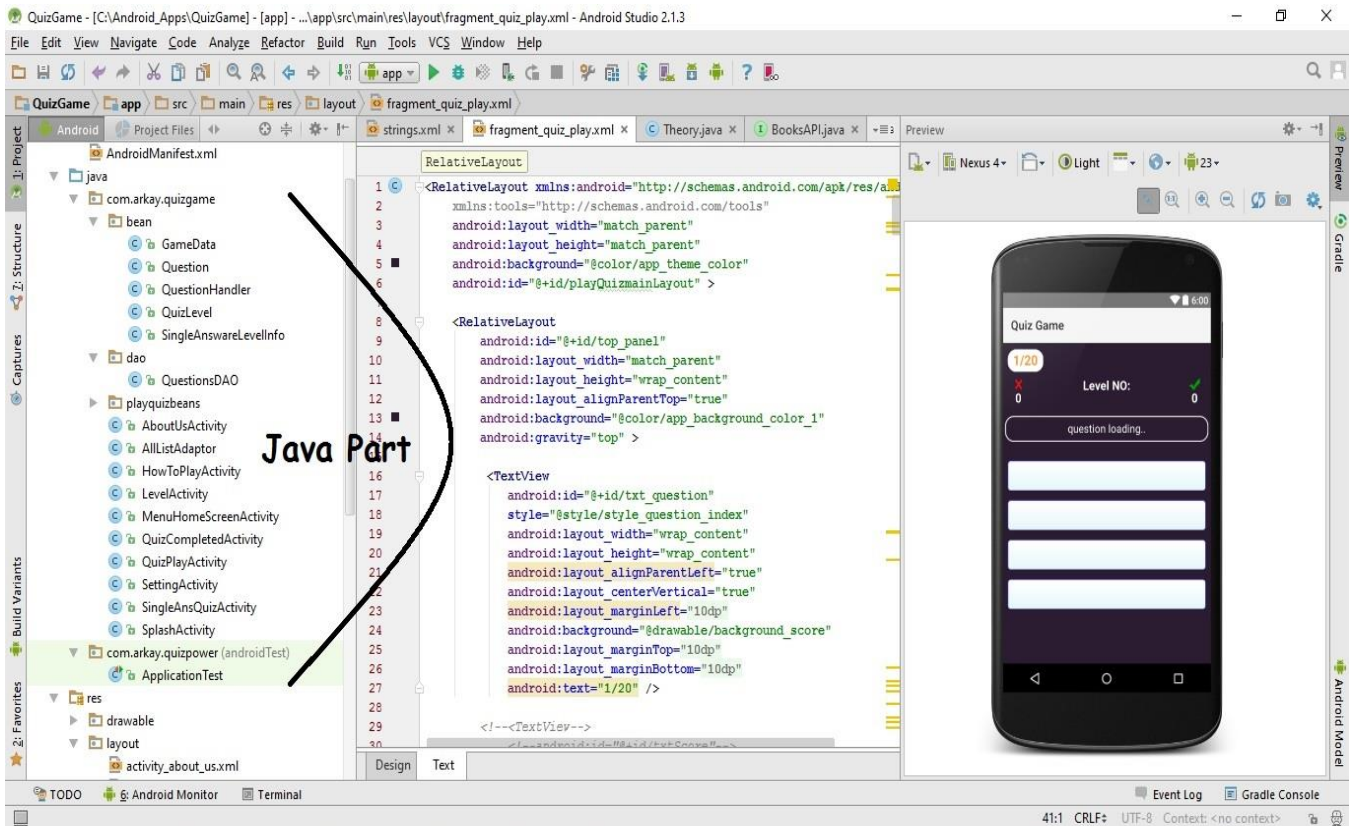 QuizGame - [C:\Android_Apps\QuizGame] - [app] - ...\app\src\main\res\layout\fragment_quiz_play.xml - Android Studio 2.1.3
File Edit View Navigate Code Analyze Refactor Build Run Tools VCS Window Help
app
QuizGame app src main res layout fragment_quiz_play.xml
1: Project
7: Structure
Captures
Build Variants
2: Favorites
Android Project Files
AndroidManifest.xml
java
com.arkay.quizgame
bean
GameData
Question
QuestionHandler
QuizLevel
SingleAnswareLevelInfo
dao
QuestionsDAO
playquizbeans
AboutUsActivity
AllListAdaptor
HowToPlayActivity
LevelActivity
MenuHomeScreenActivity
QuizCompletedActivity
QuizPlayActivity
SettingActivity
SingleAnsQuizActivity
SplashActivity
com.arkay.quizpower (androidTest)
ApplicationTest
res
drawable
layout
activity_about_us.xml
Java Part
strings.xml fragment_quiz_play.xml Theory.java BooksAPI.java
RelativeLayout
1 <RelativeLayout xmlns:android="http://schemas.android.com/apk/res/
2 xmlns:tools="http://schemas.android.com/tools"
3 android:layout_width="match_parent"
4 android:layout_height="match_parent"
5 android:background="@color/app_theme_color"
6 android:id="@+id/playQuizmainLayout" >
7
8 <RelativeLayout
9 android:id="@+id/top_panel"
10 android:layout_width="match_parent"
11 android:layout_height="wrap_content"
12 android:layout_alignParentTop="true"
13 android:background="@color/app_background_color_1"
14 android:gravity="top" >
16 <TextView
17 android:id="@+id/txt_question"
18 style="@style/style_question_index"
19 android:layout_width="wrap_content"
20 android:layout_height="wrap_content"
21 android:layout_alignParentLeft="true"
22 android:layout_centerVertical="true"
23 android:layout_marginLeft="10dp"
24 android:background="@drawable/background_score"
25 android:layout_marginTop="10dp"
26 android:layout_marginBottom="10dp"
27 android:text="1/20" />
28
29 <!--<TextView-->
30 <!--android:id="@+id/txtScore"-->
Design Text
Preview
Nexus 4 Light 23
6:00
Quiz Game
1/20
Level NO:
0 0
question loading..
Preview
Gradle
Android Model
TODO 6: Android Monitor Terminal Event Log Gradle Console
41:1 CRLF UTF-8 Context: <no context>